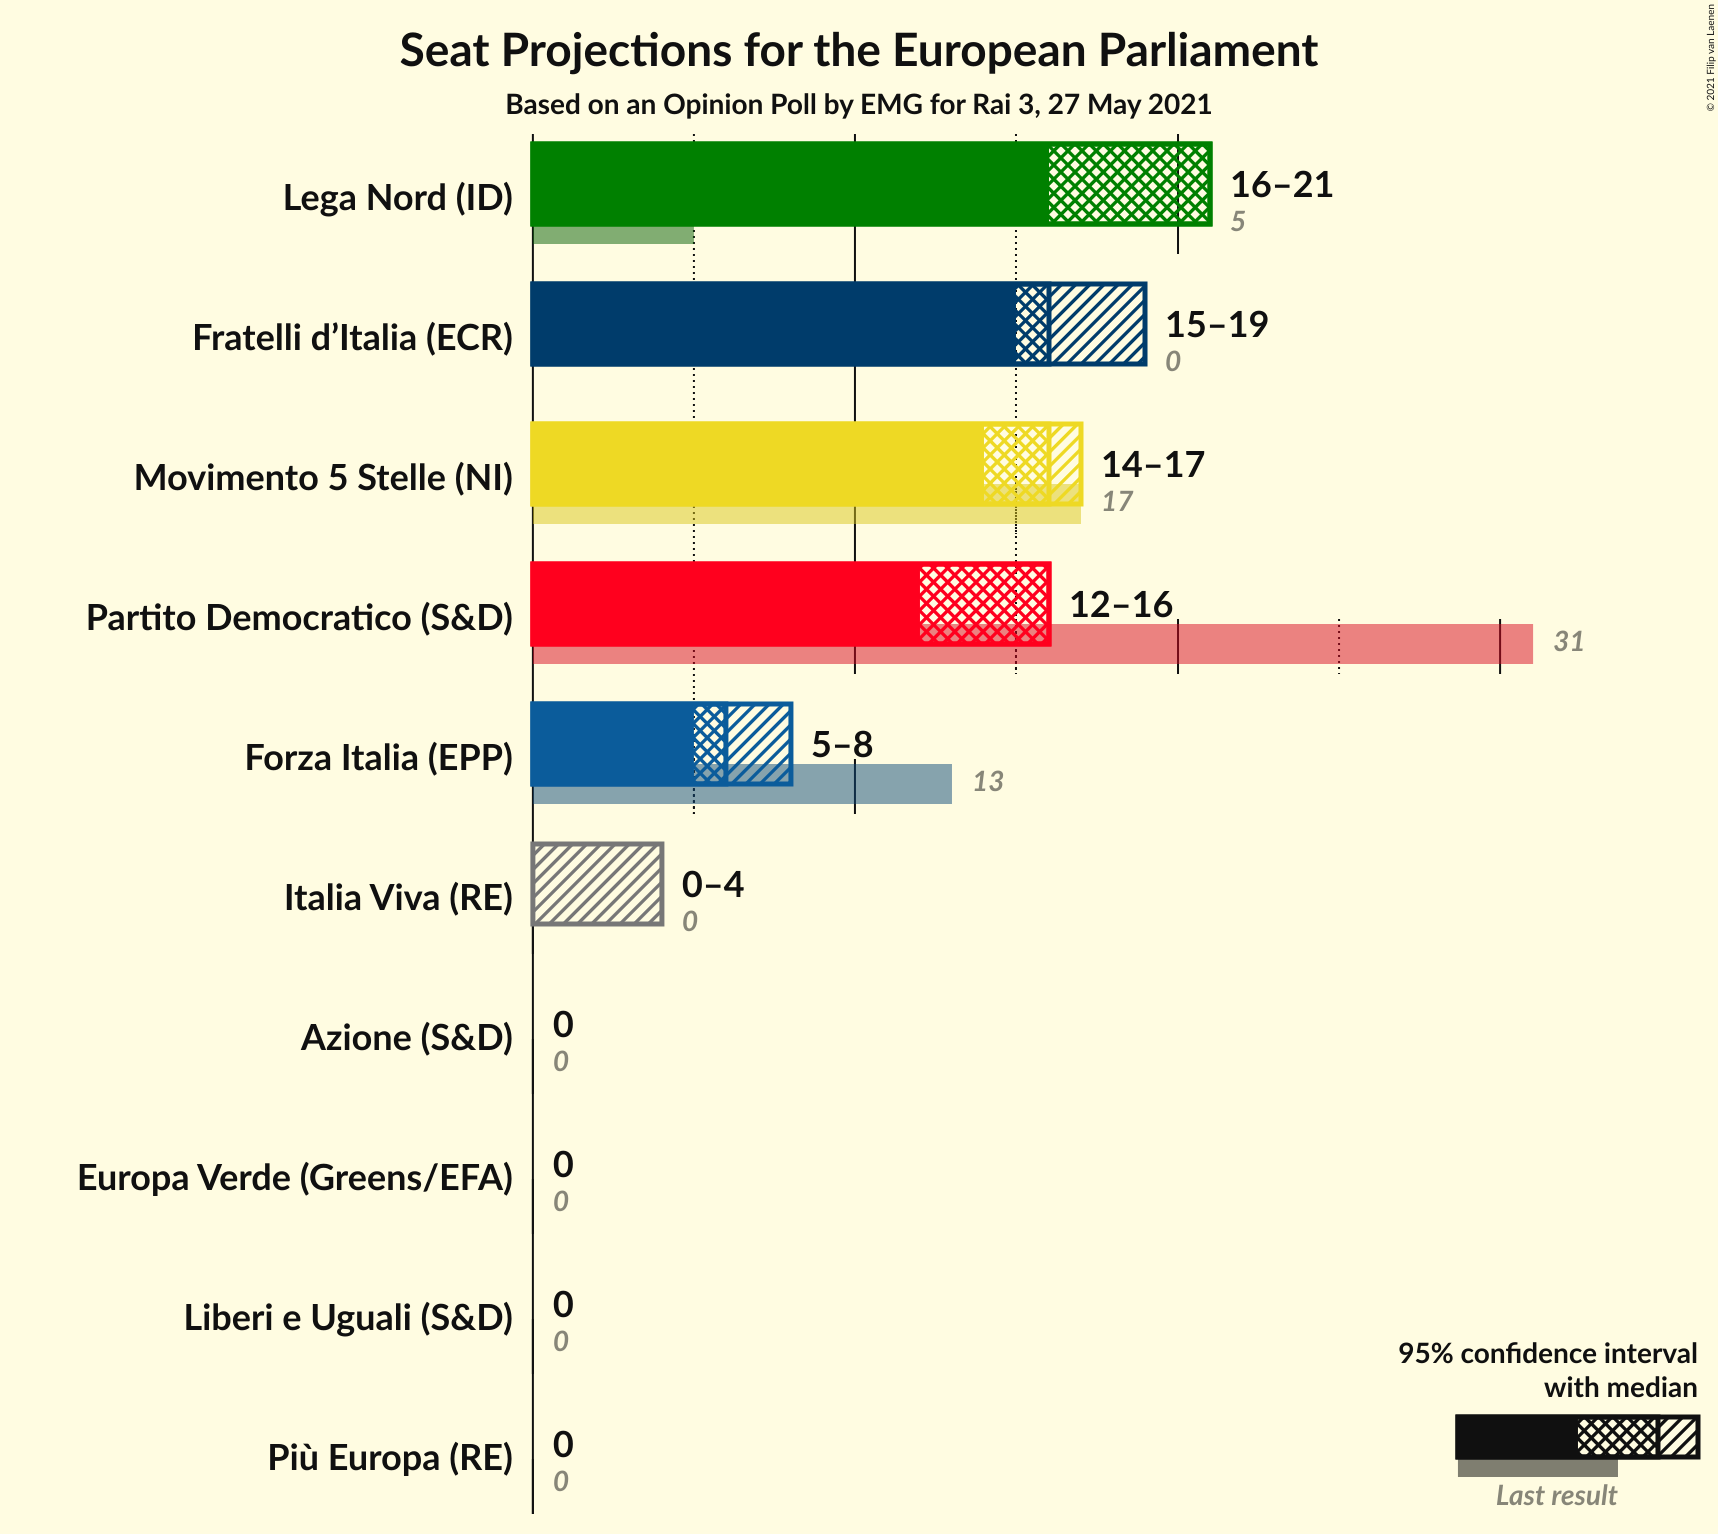 Seat Projections for the European Parliament
Based on an Opinion Poll by EMG for Rai 3, 27 May 2021
© 2021 Filip van Laenen
Lega Nord (ID)
16–21
5
Fratelli d’Italia (ECR)
15–19
0
Movimento 5 Stelle (NI)
14–17
17
Partito Democratico (S&D)
12–16
31
Forza Italia (EPP)
5–8
13
Italia Viva (RE)
0–4
0
Azione (S&D)
0
0
Europa Verde (Greens/EFA)
0
0
Liberi e Uguali (S&D)
0
0
Più Europa (RE)
0
0
95% confidence interval
with median
Last result